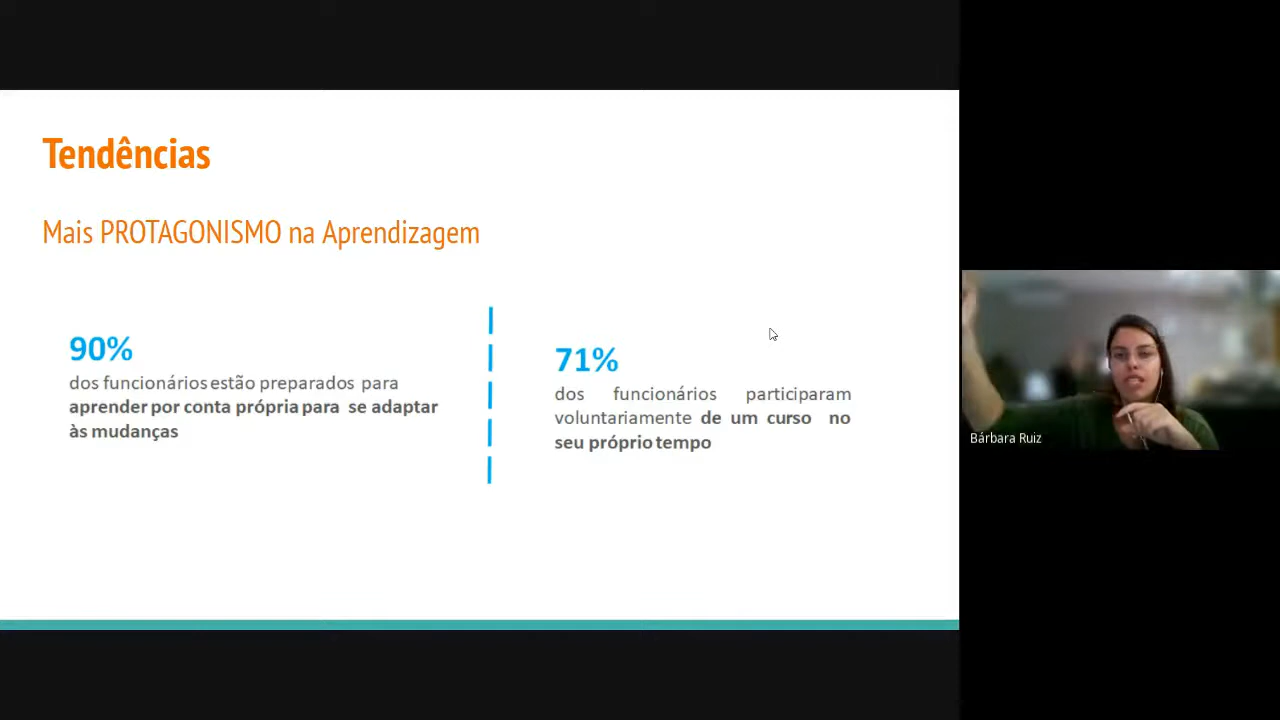 Tendências
Mais PROTAGONISMO na Aprendizagem
90%
dos funcionários estão preparados para
aprender por conta própria para se adaptar
às mudanças
71%
dos funcionários participaram
voluntariamente de um curso no
seu próprio tempo
Bárbara Ruiz